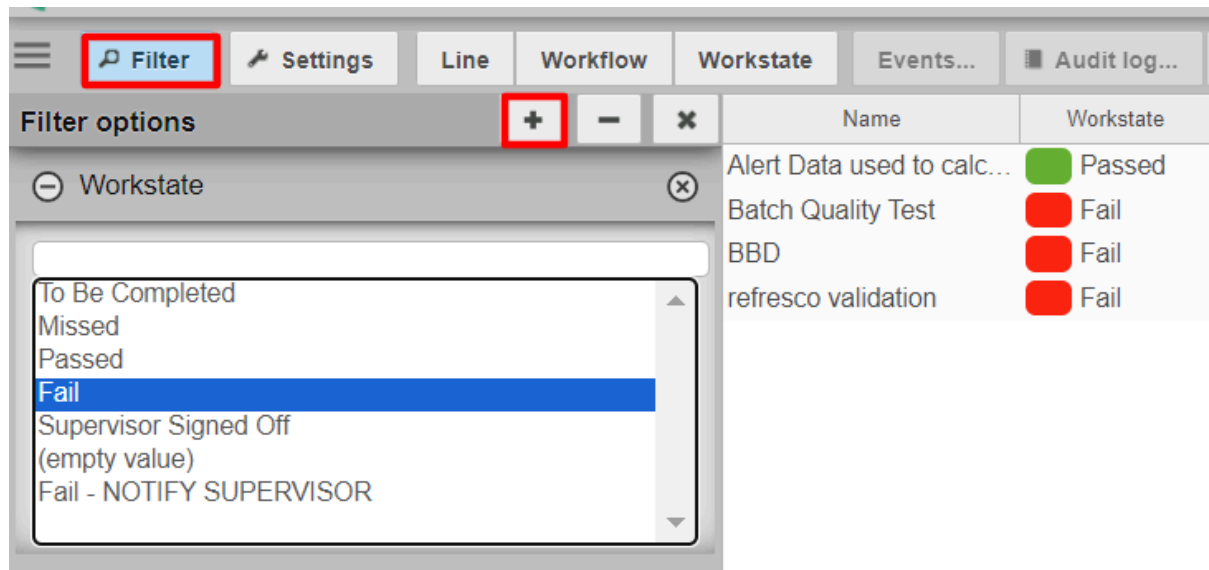 Filter Settings Line Workflow Workstate Events... Audit log...
Filter options
Name Workstate
Workstate
Alert Data used to calc... Passed
Batch Quality Test Fail
BBD Fail
refresco validation Fail
To Be Completed
Missed
Passed
Fail
Supervisor Signed Off
(empty value)
Fail - NOTIFY SUPERVISOR